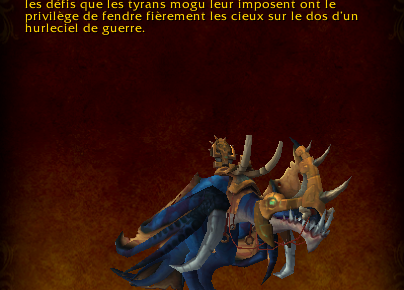 les défis que les tyrans mogu leur imposent ont le
privilège de fendre fièrement les cieux sur le dos d'un
hurleciel de guerre.